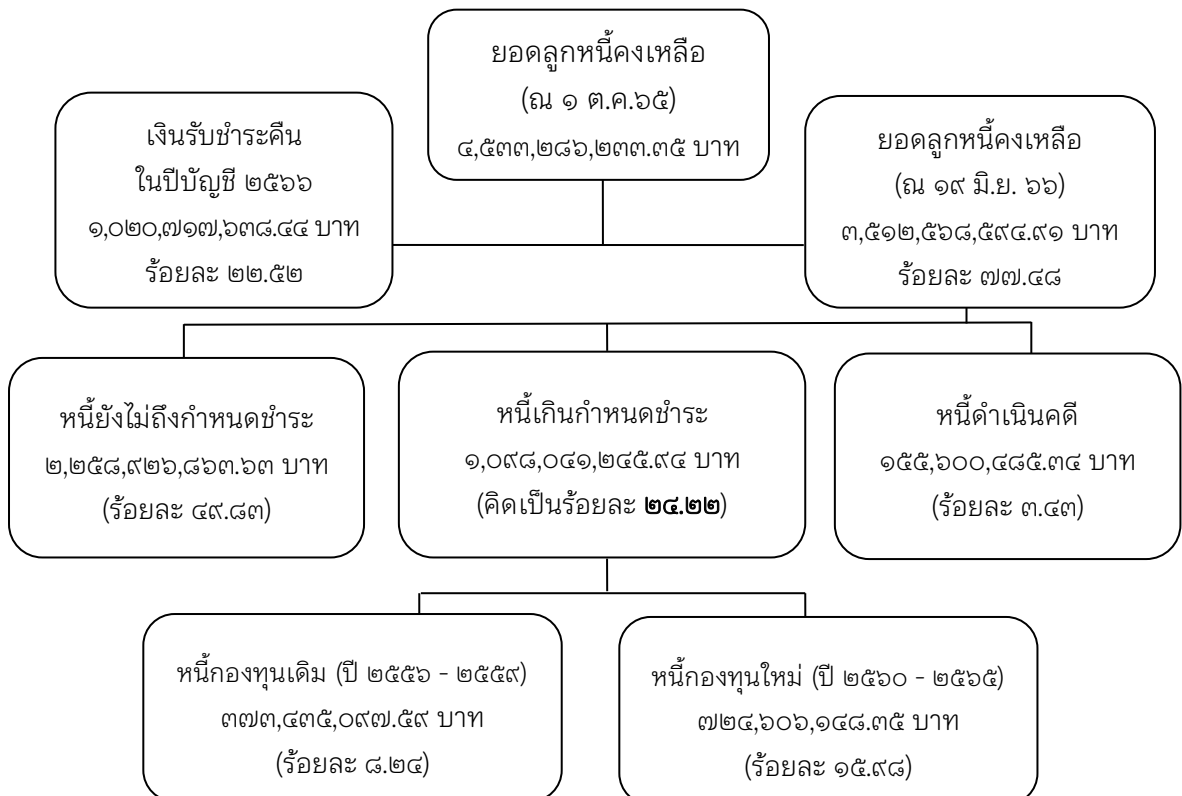 ยอดลูกหนี้คงเหลือ
(ณ ๑ ต.ค.๖๕)
๔,๕๓๓,๒๘๖,๒๓๓.๓๕ บาท
เงินรับชำระคืน
ในปีบัญชี ๒๕๖๖
๑,๐๒๐,๗๑๗,๖๓๘.๔๔ บาท
ร้อยละ ๒๒.๕๒
ยอดลูกหนี้คงเหลือ
(ณ ๑๙ มิ.ย. ๖๖)
๓,๕๑๒,๕๖๘,๕๙๔.๙๑ บาท
ร้อยละ ๗๗.๔๘
หนี้ยังไม่ถึงกำหนดชำระ
๒,๒๕๘,๙๒๖,๘๖๓.๖๓ บาท
(ร้อยละ ๔๙.๘๓)
หนี้เกินกำหนดชำระ
๑,๐๙๘,๐๔๑,๒๔๕.๙๔ บาท
(คิดเป็นร้อยละ ๒๔.๒๒)
หนี้ดำเนินคดี
๑๕๕,๖๐๐,๔๘๕.๓๔ บาท
(ร้อยละ ๓.๔๓)
หนี้กองทุนเดิม (ปี ๒๕๕๖ - ๒๕๕๙)
๓๗๓,๔๓๕,๐๙๗.๕๙ บาท
(ร้อยละ ๘.๒๔)
หนี้กองทุนใหม่ (ปี ๒๕๖๐ - ๒๕๖๕)
๗๒๔,๖๐๖,๑๔๘.๓๕ บาท
(ร้อยละ ๑๕.๙๘)